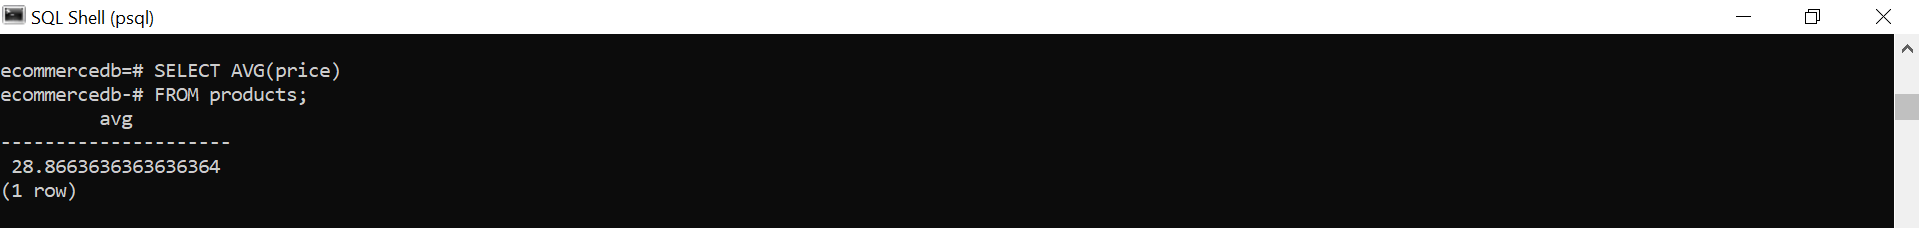 SQL Shell (psql)
ecommercedb=# SELECT AVG(price)
ecommercedb-# FROM products;
avg
---------------------
28.8663636363636364
(1 row)